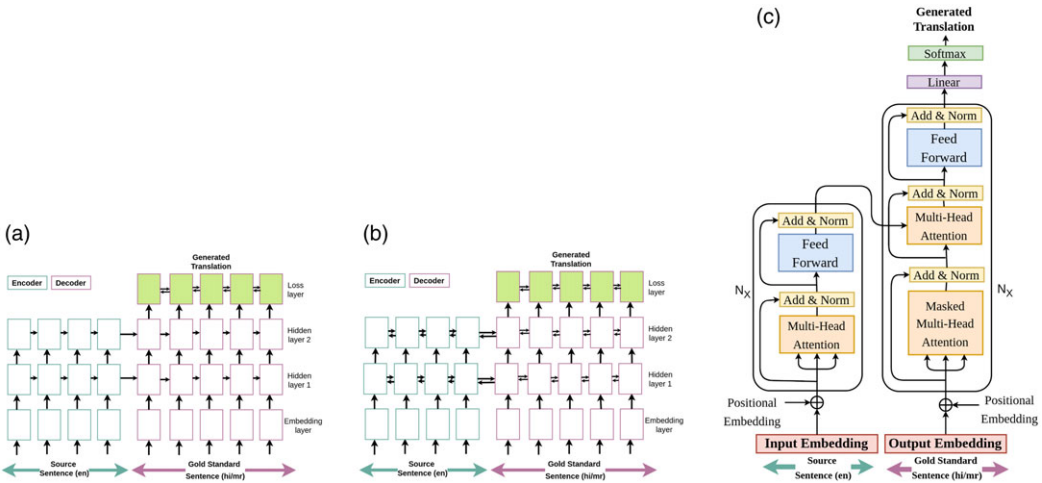 (a)
Generated
Translation
Encoder
Decoder
Loss
layer
Hidden
layer 2
Hidden
layer 1
Embedding
layer
Source
Sentence (en)
Gold Standard
Sentence (hi/mr)
(b)
Generated
Translation
Encoder
Decoder
Loss
layer
Hidden
layer 2
Hidden
layer 1
Embedding
layer
Source
Sentence (en)
Gold Standard
Sentence (hi/mr)
(c)
Generated
Translation
Softmax
Linear
Add & Norm
Feed
Forward
Add & Norm
Multi-Head
Attention
Add & Norm
Masked
Multi-Head
Attention
NX
Positional
Embedding
Output Embedding
Gold Standard
Sentence (hi/mr)
Add & Norm
Feed
Forward
Add & Norm
Multi-Head
Attention
NX
Positional
Embedding
Input Embedding
Source
Sentence (en)